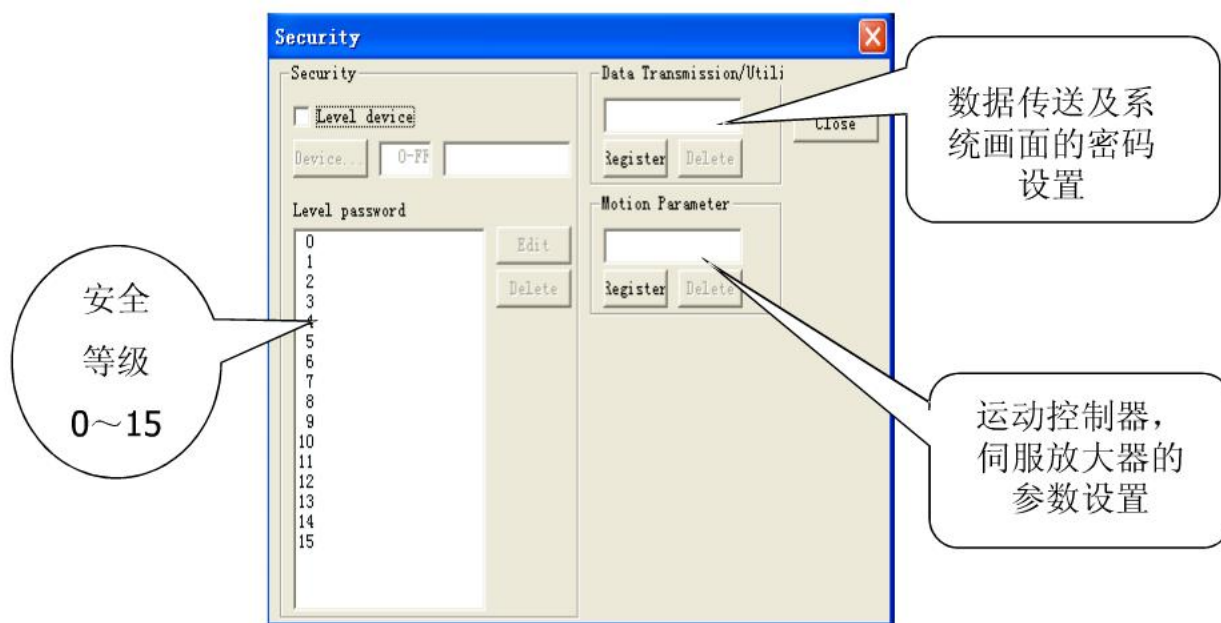 Security
Security
Level device
Device...
0-FF
Level password
0
1
2
3
4
5
6
7
8
9
10
11
12
13
14
15
Edit
Delete
Data Transmission/Utili
Register
Delete
Close
Motion Parameter
Register
Delete
安全
等级
0～15
数据传送及系
统画面的密码
设置
运动控制器，
伺服放大器的
参数设置